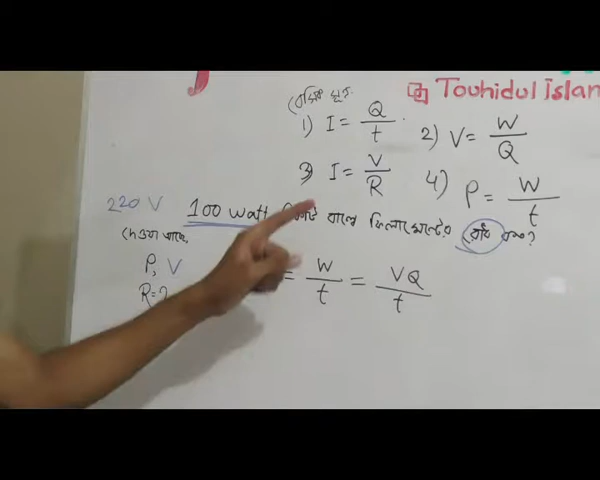 Touhidul Islam
বেসিক সূত্র
1) I = Q/t
2) V = W/Q
3) I = V/R
4) P = W/t
220 V 100 watt বাল্বে ফিলামেন্টের রোধ কত?
দেওয়া আছে,
P, V
R = ?
= W/t = VQ/t